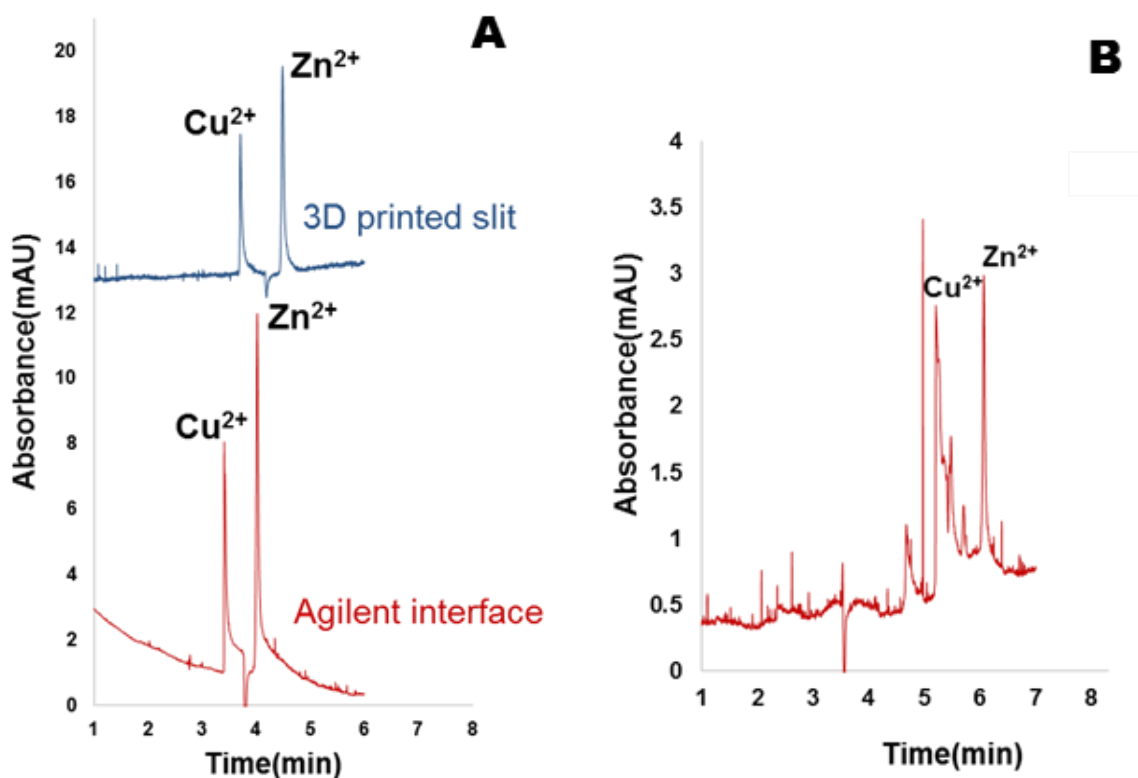 A
Absorbance(mAU)
20
18
16
14
12
10
8
6
4
2
0
Cu²⁺
Zn²⁺
3D printed slit
Cu²⁺
Zn²⁺
Agilent interface
1 2 3 4 5 6 7 8
Time(min)
B
Absorbance(mAU)
4
3.5
3
2.5
2
1.5
1
0.5
0
Cu²⁺
Zn²⁺
1 2 3 4 5 6 7 8
Time(min)